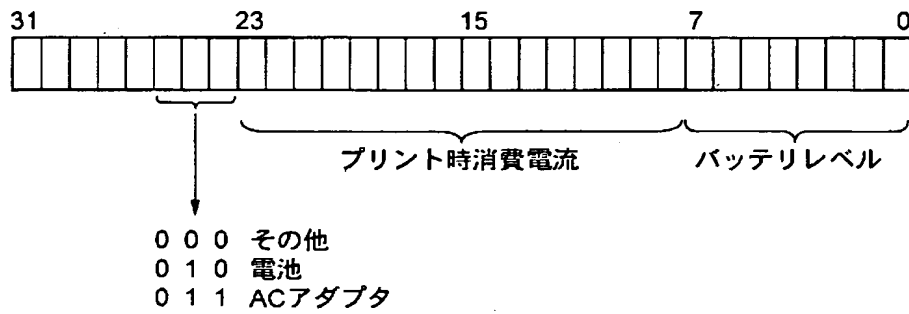 31 23 15 7 0
プリント時消費電流 バッテリレベル
0 0 0 その他
0 1 0 電池
0 1 1 ACアダプタ